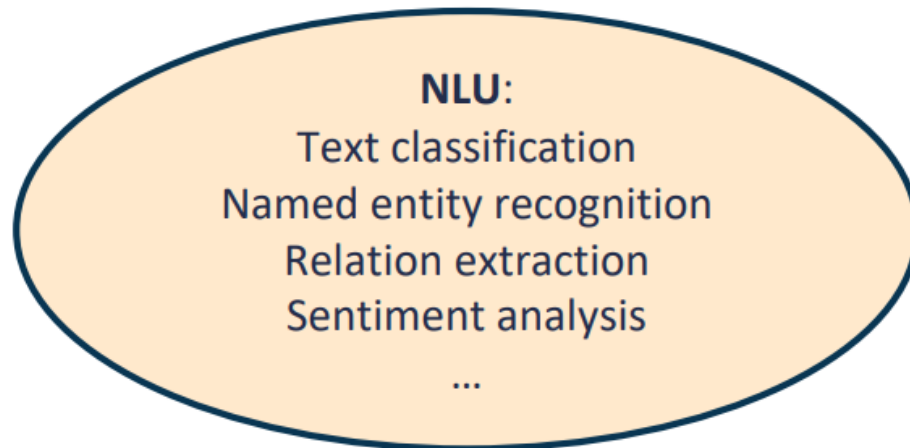 NLU:
Text classification
Named entity recognition
Relation extraction
Sentiment analysis
...